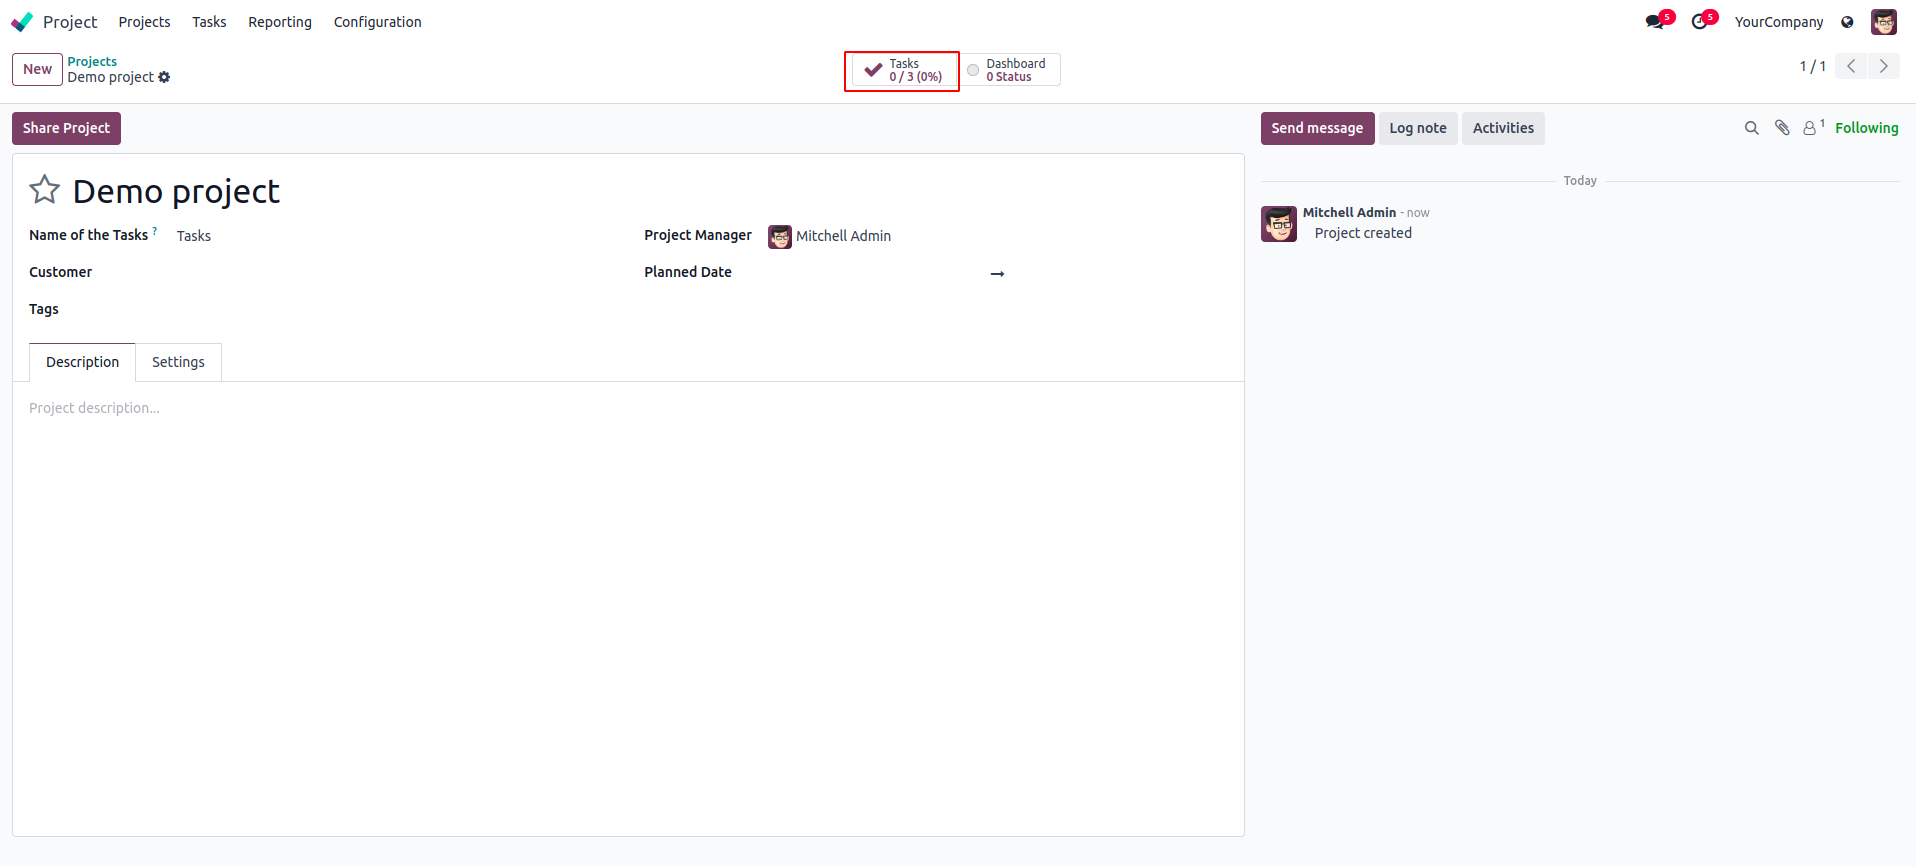 Project Projects Tasks Reporting Configuration 5 5 YourCompany
New Projects
Demo project
Tasks
0 / 3 (0%)
Dashboard
0 Status
1 / 1
Share Project
Send message Log note Activities 1 Following
Demo project
Name of the Tasks ? Tasks
Project Manager Mitchell Admin
Customer
Planned Date →
Tags
Description Settings
Project description...
Today
Mitchell Admin - now
Project created